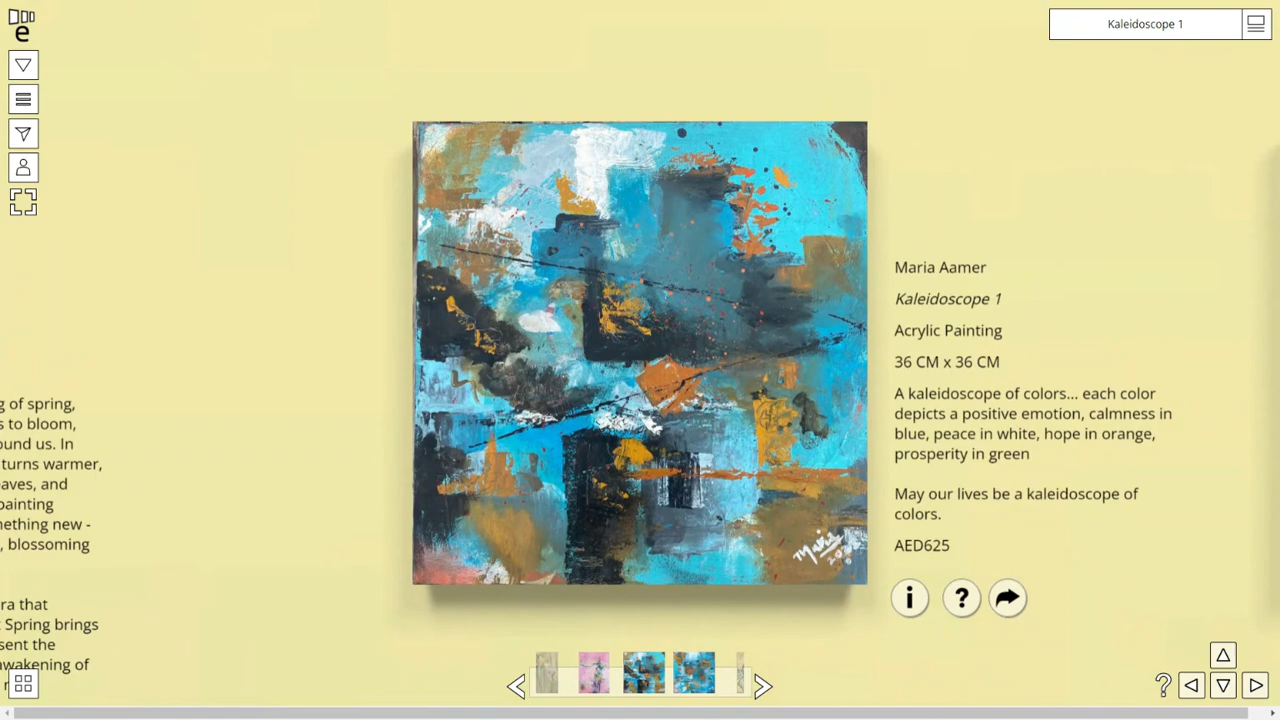 e
Kaleidoscope 1
Maria Aamer
Kaleidoscope 1
Acrylic Painting
36 CM x 36 CM
A kaleidoscope of colors... each color
depicts a positive emotion, calmness in
blue, peace in white, hope in orange,
prosperity in green
May our lives be a kaleidoscope of
colors.
AED625
i ?
g of spring,
s to bloom,
ound us. In
turns warmer,
aves, and
painting
nething new -
, blossoming
ra that
Spring brings
sent the
awakening of
Maria
?